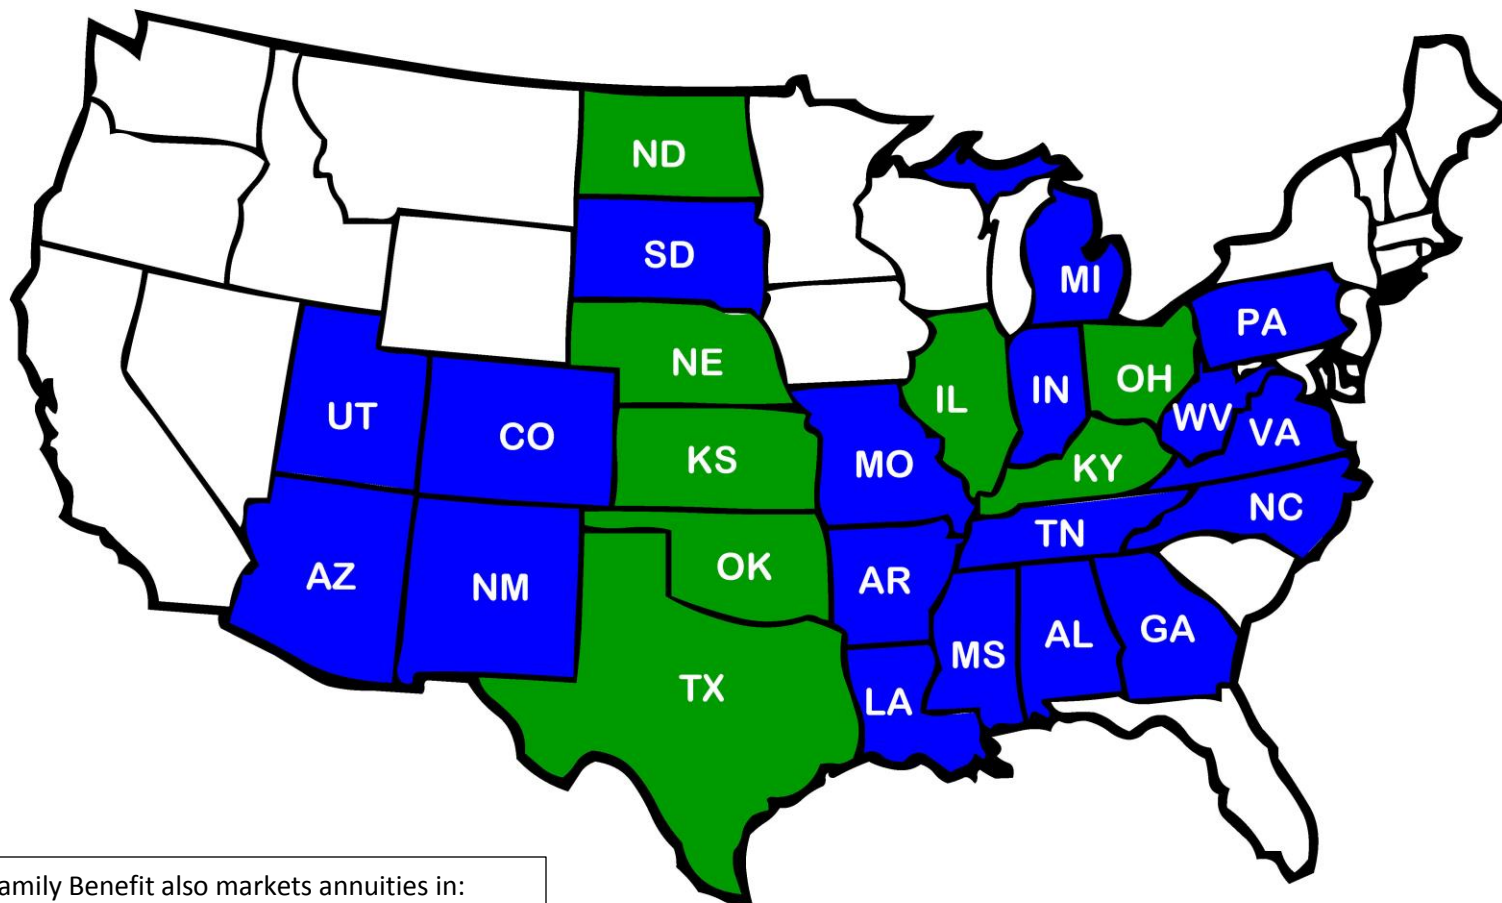 ND
SD
MI
PA
NE
OH
IL
IN
UT
WV
VA
CO
KS
MO
KY
NC
TN
AZ
NM
OK
AR
AL
GA
MS
TX
LA
amily Benefit also markets annuities in: